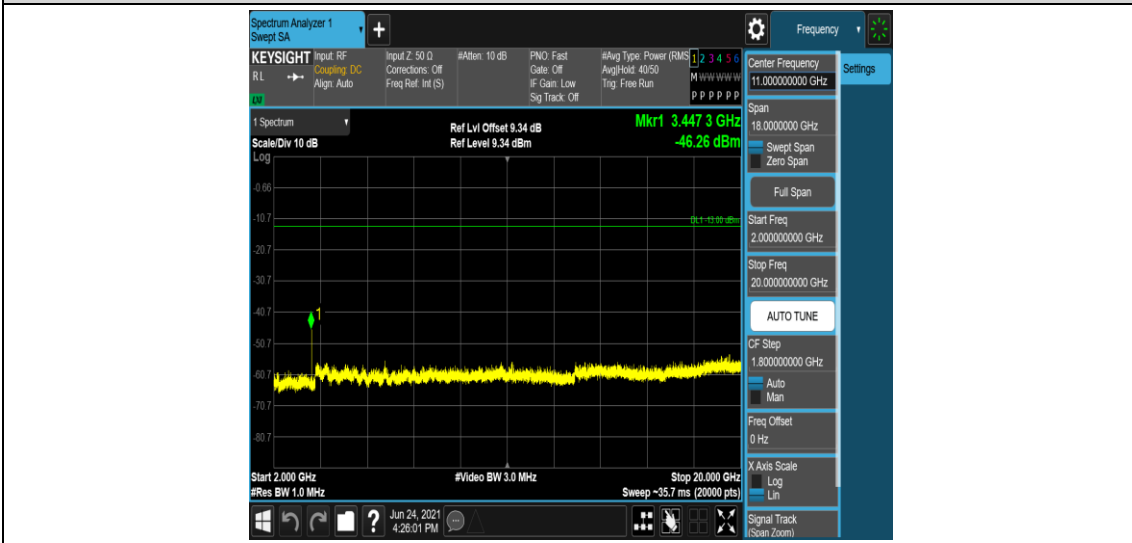 Spectrum Analyzer 1
Swept SA
Frequency
KEYSIGHT
RL
LXI
Input: RF
Coupling: DC
Align: Auto
Input Z: 50 Ω
Corrections: Off
Freq Ref: Int (S)
#Atten: 10 dB
PNO: Fast
Gate: Off
IF Gain: Low
Sig Track: Off
#Avg Type: Power (RMS
Avg|Hold: 40/50
Trig: Free Run
1 2 3 4 5 6
M W W W W W
P P P P P P
Settings
1 Spectrum
Scale/Div 10 dB
Log
Ref Lvl Offset 9.34 dB
Ref Level 9.34 dBm
Mkr1 3.447 3 GHz
-46.26 dBm
-0.66
-10.7
-20.7
-30.7
-40.7
-50.7
-60.7
-70.7
-80.7
DL1 -13.00 dBm
1
Start 2.000 GHz
#Res BW 1.0 MHz
#Video BW 3.0 MHz
Stop 20.000 GHz
Sweep ~35.7 ms (20000 pts)
Center Frequency
11.000000000 GHz
Span
18.0000000 GHz
Swept Span
Zero Span
Full Span
Start Freq
2.000000000 GHz
Stop Freq
20.000000000 GHz
AUTO TUNE
CF Step
1.800000000 GHz
Auto
Man
Freq Offset
0 Hz
X Axis Scale
Log
Lin
Signal Track
(Span Zoom)
?
Jun 24, 2021
4:26:01 PM